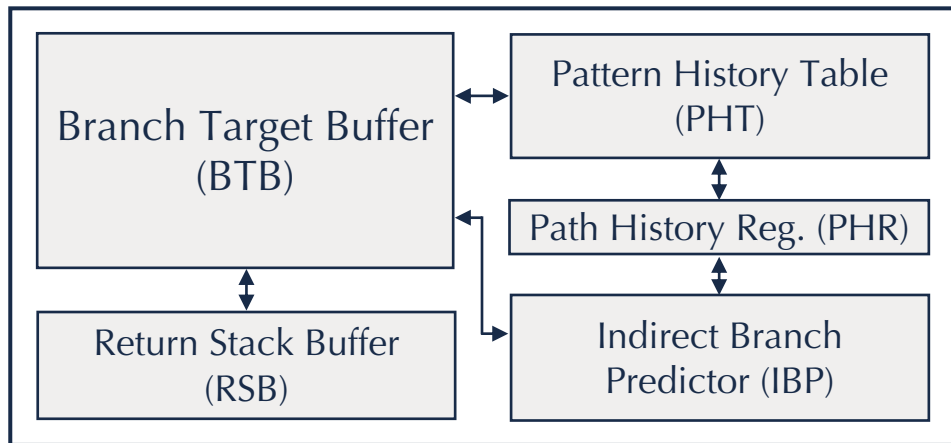 Branch Target Buffer
(BTB)
Pattern History Table
(PHT)
Path History Reg. (PHR)
Return Stack Buffer
(RSB)
Indirect Branch
Predictor (IBP)